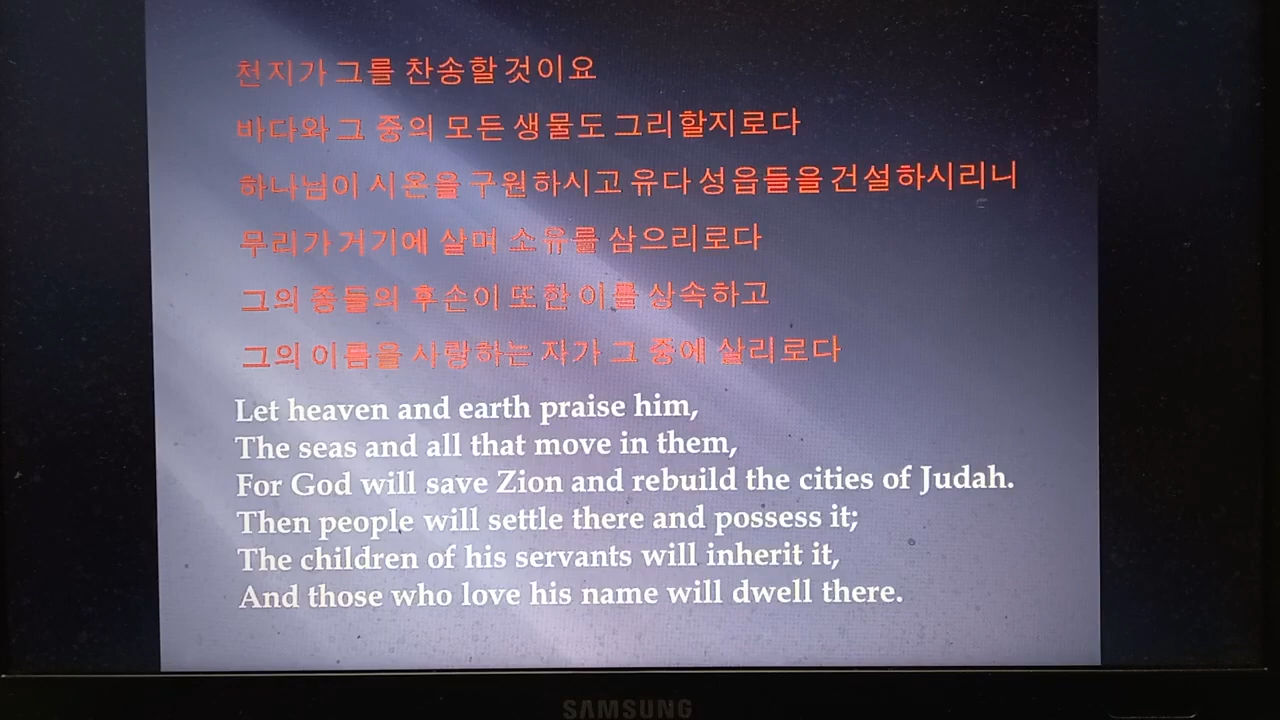 천지가 그를 찬송할 것이요
바다와 그 중의 모든 생물도 그리할지로다
하나님이 시온을 구원하시고 유다 성읍들을 건설하시리니
무리가 거기에 살며 소유를 삼으리로다
그의 종들의 후손이 또한 이를 상속하고
그의 이름을 사랑하는 자가 그 중에 살리로다
Let heaven and earth praise him,
The seas and all that move in them,
For God will save Zion and rebuild the cities of Judah.
Then people will settle there and possess it;
The children of his servants will inherit it,
And those who love his name will dwell there.
SAMSUNG